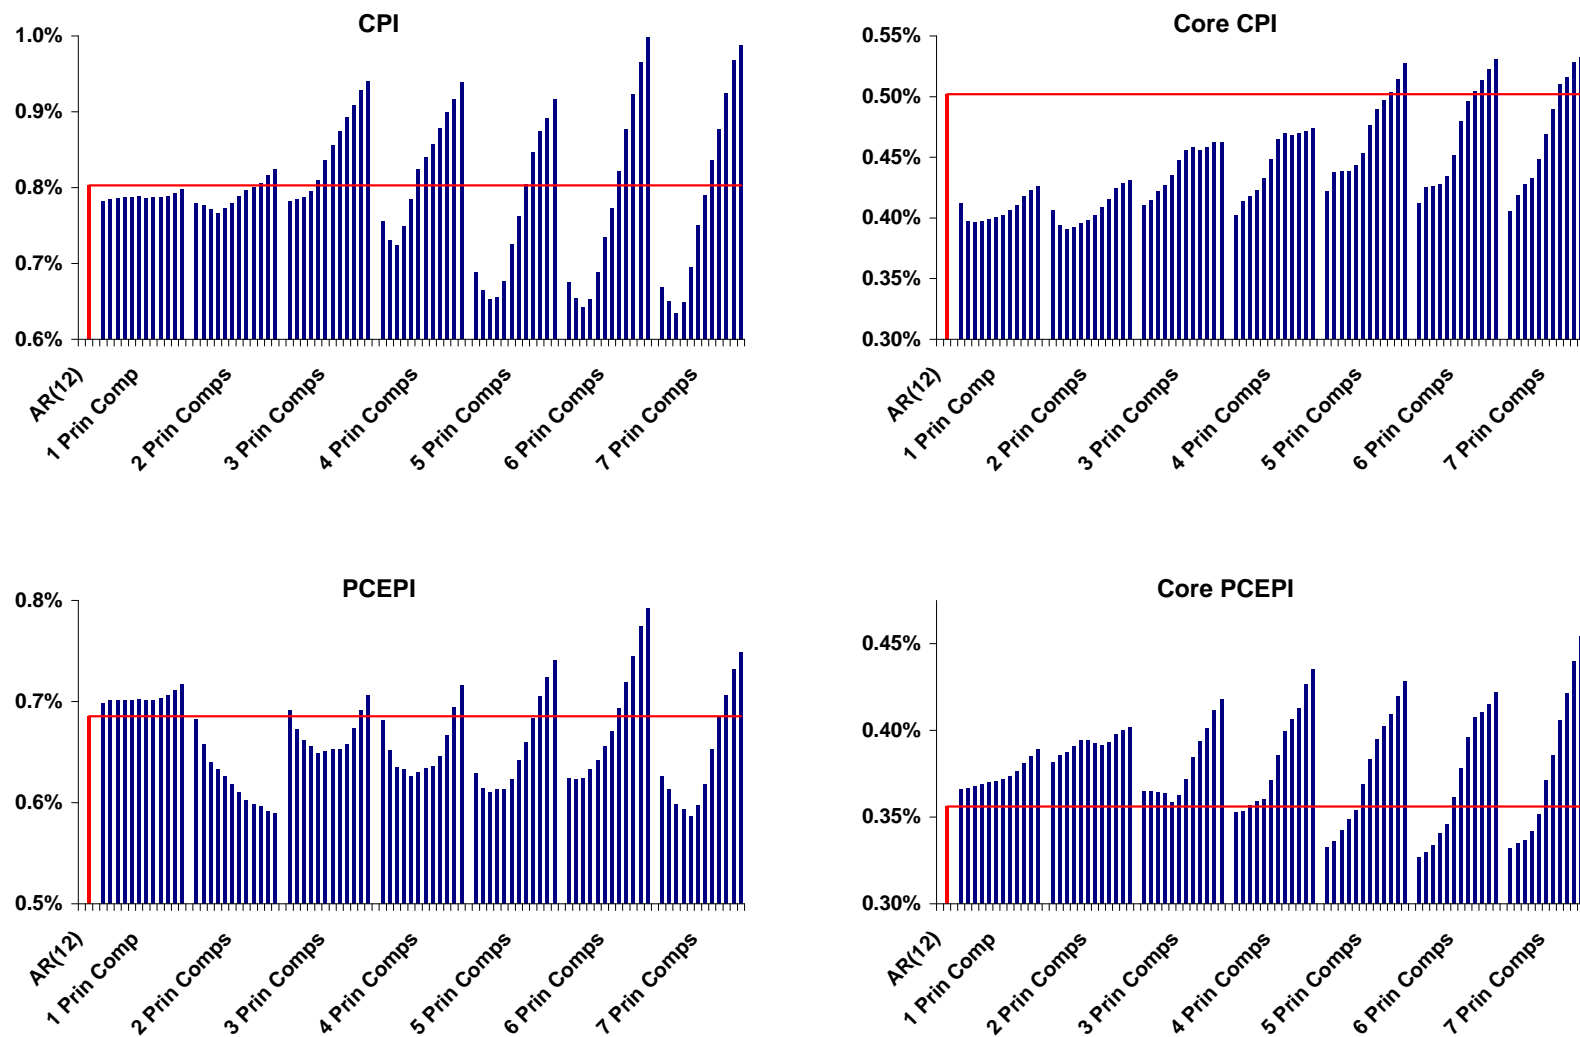 CPI
1.0%
0.9%
0.8%
0.7%
0.6%
AR(12)
1 Prin Comp
2 Prin Comps
3 Prin Comps
4 Prin Comps
5 Prin Comps
6 Prin Comps
7 Prin Comps
Core CPI
0.55%
0.50%
0.45%
0.40%
0.35%
0.30%
AR(12)
1 Prin Comp
2 Prin Comps
3 Prin Comps
4 Prin Comps
5 Prin Comps
6 Prin Comps
7 Prin Comps
PCEPI
0.8%
0.7%
0.6%
0.5%
AR(12)
1 Prin Comp
2 Prin Comps
3 Prin Comps
4 Prin Comps
5 Prin Comps
6 Prin Comps
7 Prin Comps
Core PCEPI
0.45%
0.40%
0.35%
0.30%
AR(12)
1 Prin Comp
2 Prin Comps
3 Prin Comps
4 Prin Comps
5 Prin Comps
6 Prin Comps
7 Prin Comps